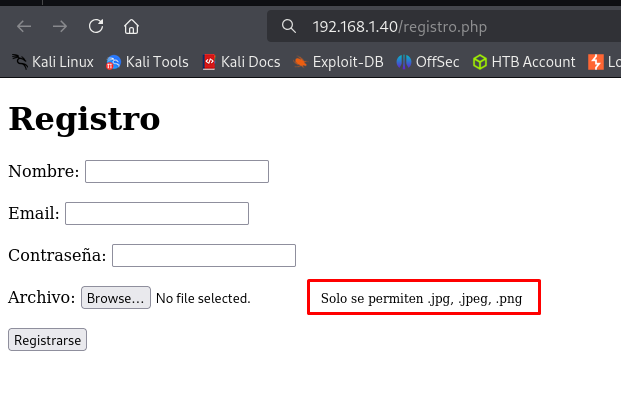 192.168.1.40/registro.php
Kali Linux Kali Tools Kali Docs Exploit-DB OffSec HTB Account
Registro
Nombre:
Email:
Contraseña:
Archivo: Browse... No file selected. Solo se permiten .jpg, .jpeg, .png
Registrarse